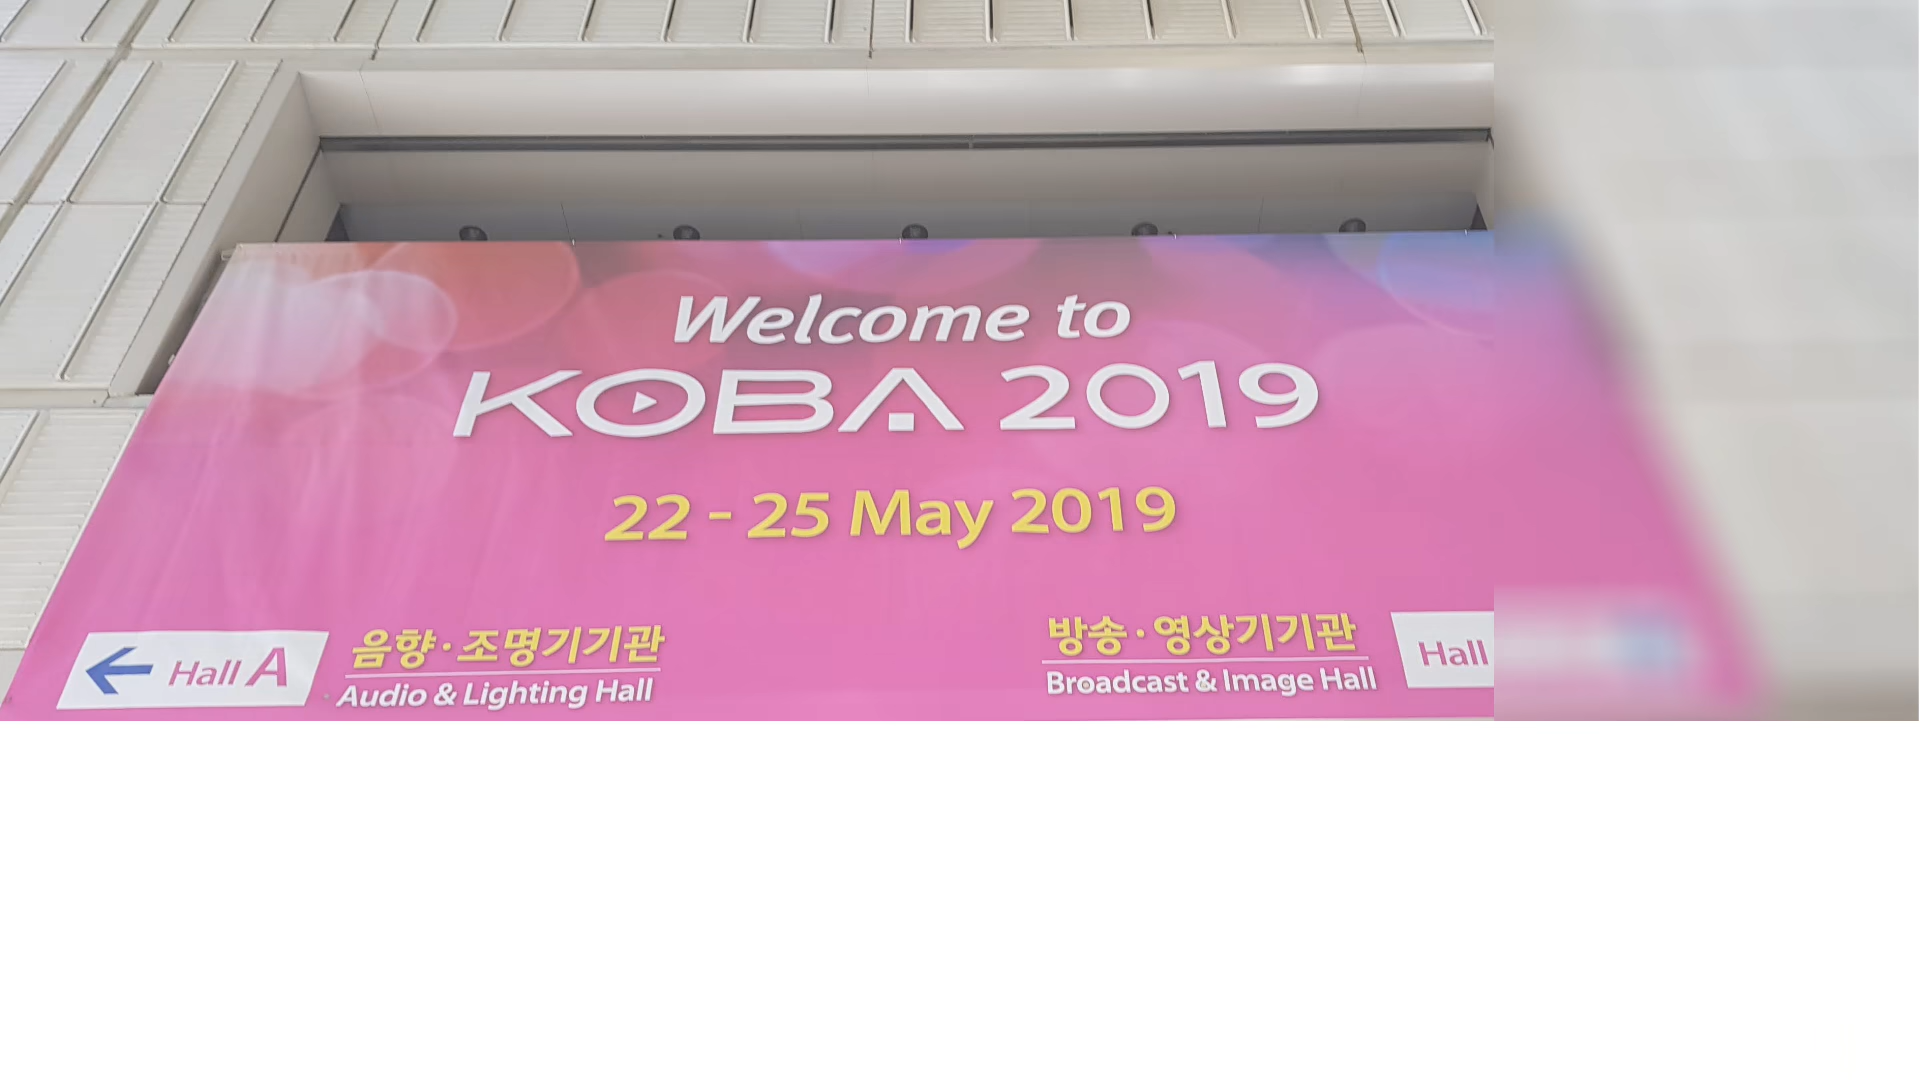 Welcome to
KOBA 2019
22 - 25 May 2019
Hall A
음향·조명기기관
Audio & Lighting Hall
방송·영상기기관
Broadcast & Image Hall
Hall